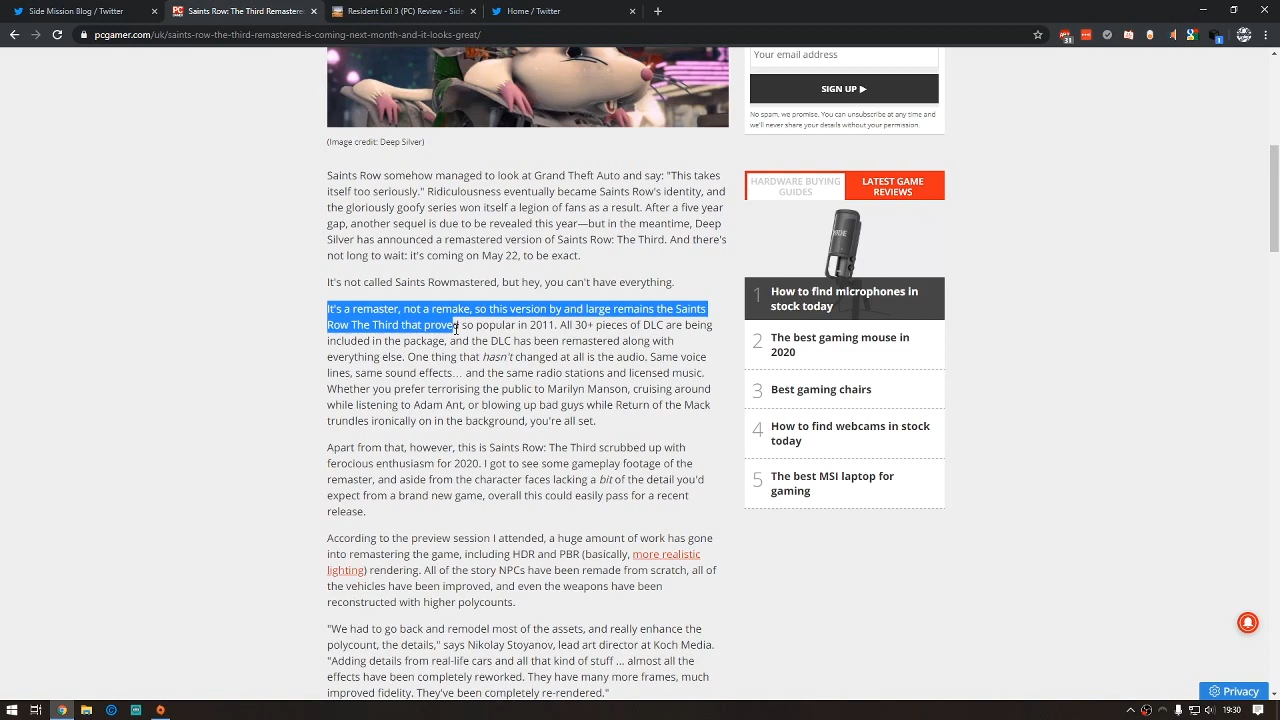 Side Mission Blog / Twitter
Saints Row: The Third Remastere
Resident Evil 3 (PC) Review - Side
Home / Twitter
pcgamer.com/uk/saints-row-the-third-remastered-is-coming-next-month-and-it-looks-great/
31
1
Your email address
SIGN UP
No spam, we promise. You can unsubscribe at any time and
we'll never share your details without your permission.
(Image credit: Deep Silver)
Saints Row somehow managed to look at Grand Theft Auto and say: "This takes
itself too seriously." Ridiculousness eventually became Saints Row's identity, and
the gloriously goofy series won itself a legion of fans as a result. After a five year
gap, another sequel is due to be revealed this year—but in the meantime, Deep
Silver has announced a remastered version of Saints Row: The Third. And there's
not long to wait: it's coming on May 22, to be exact.
It's not called Saints Rowmastered, but hey, you can't have everything.
It's a remaster, not a remake, so this version by and large remains the Saints
Row The Third that proved so popular in 2011. All 30+ pieces of DLC are being
included in the package, and the DLC has been remastered along with
everything else. One thing that hasn't changed at all is the audio. Same voice
lines, same sound effects... and the same radio stations and licensed music.
Whether you prefer terrorising the public to Marilyn Manson, cruising around
while listening to Adam Ant, or blowing up bad guys while Return of the Mack
trundles ironically on in the background, you're all set.
Apart from that, however, this is Saints Row: The Third scrubbed up with
ferocious enthusiasm for 2020. I got to see some gameplay footage of the
remaster, and aside from the character faces lacking a bit of the detail you'd
expect from a brand new game, overall this could easily pass for a recent
release.
According to the preview session I attended, a huge amount of work has gone
into remastering the game, including HDR and PBR (basically, more realistic
lighting) rendering. All of the story NPCs have been remade from scratch, all of
the vehicles have been improved, and even the weapons have been
reconstructed with higher polycounts.
"We had to go back and remodel most of the assets, and really enhance the
polycount, the details," says Nikolay Stoyanov, lead art director at Koch Media.
"Adding details from real-life cars and all that kind of stuff ... almost all the
effects have been completely reworked. They have many more frames, much
improved fidelity. They've been completely re-rendered."
HARDWARE BUYING
GUIDES
LATEST GAME
REVIEWS
1 How to find microphones in
stock today
2 The best gaming mouse in
2020
3 Best gaming chairs
4 How to find webcams in stock
today
5 The best MSI laptop for
gaming
Privacy
19:30